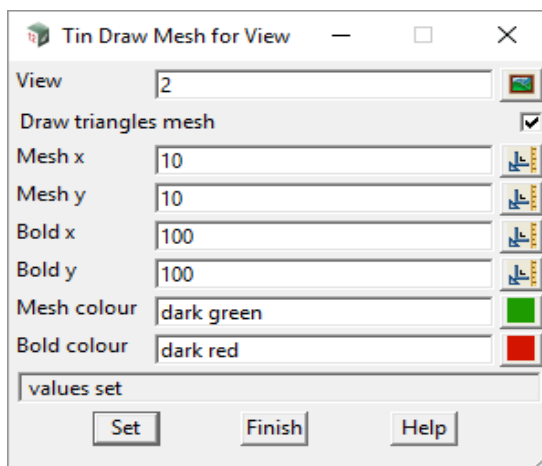 Tin Draw Mesh for View
View 2
Draw triangles mesh
Mesh x 10
Mesh y 10
Bold x 100
Bold y 100
Mesh colour dark green
Bold colour dark red
values set
Set Finish Help